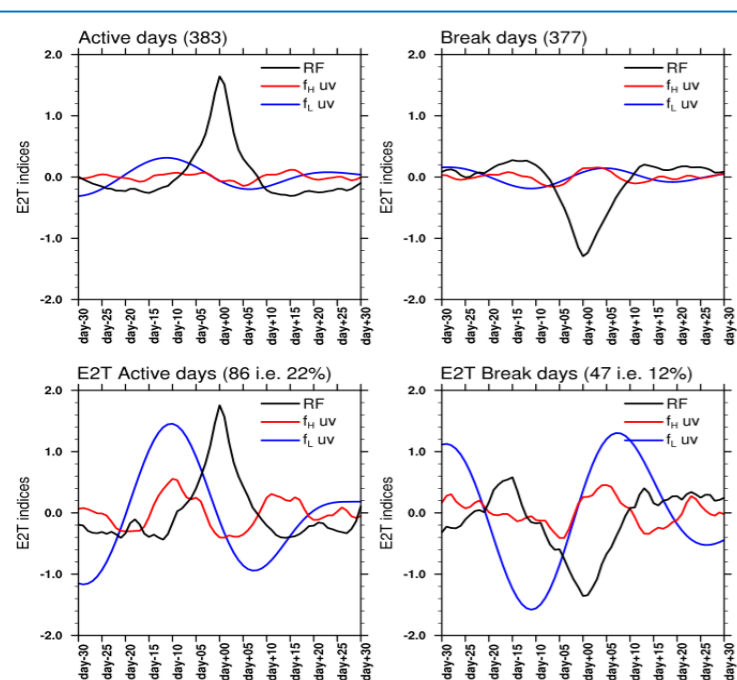 Active days (383)
2.0
1.0
0.0
-1.0
-2.0
E2T indices
RF
f_H uv
f_L uv
day-30
day-25
day-20
day-15
day-10
day-05
day+00
day+05
day+10
day+15
day+20
day+25
day+30
Break days (377)
2.0
1.0
0.0
-1.0
-2.0
E2T indices
RF
f_H uv
f_L uv
day-30
day-25
day-20
day-15
day-10
day-05
day+00
day+05
day+10
day+15
day+20
day+25
day+30
E2T Active days (86 i.e. 22%)
2.0
1.0
0.0
-1.0
-2.0
E2T indices
RF
f_H uv
f_L uv
day-30
day-25
day-20
day-15
day-10
day-05
day+00
day+05
day+10
day+15
day+20
day+25
day+30
E2T Break days (47 i.e. 12%)
2.0
1.0
0.0
-1.0
-2.0
E2T indices
RF
f_H uv
f_L uv
day-30
day-25
day-20
day-15
day-10
day-05
day+00
day+05
day+10
day+15
day+20
day+25
day+30